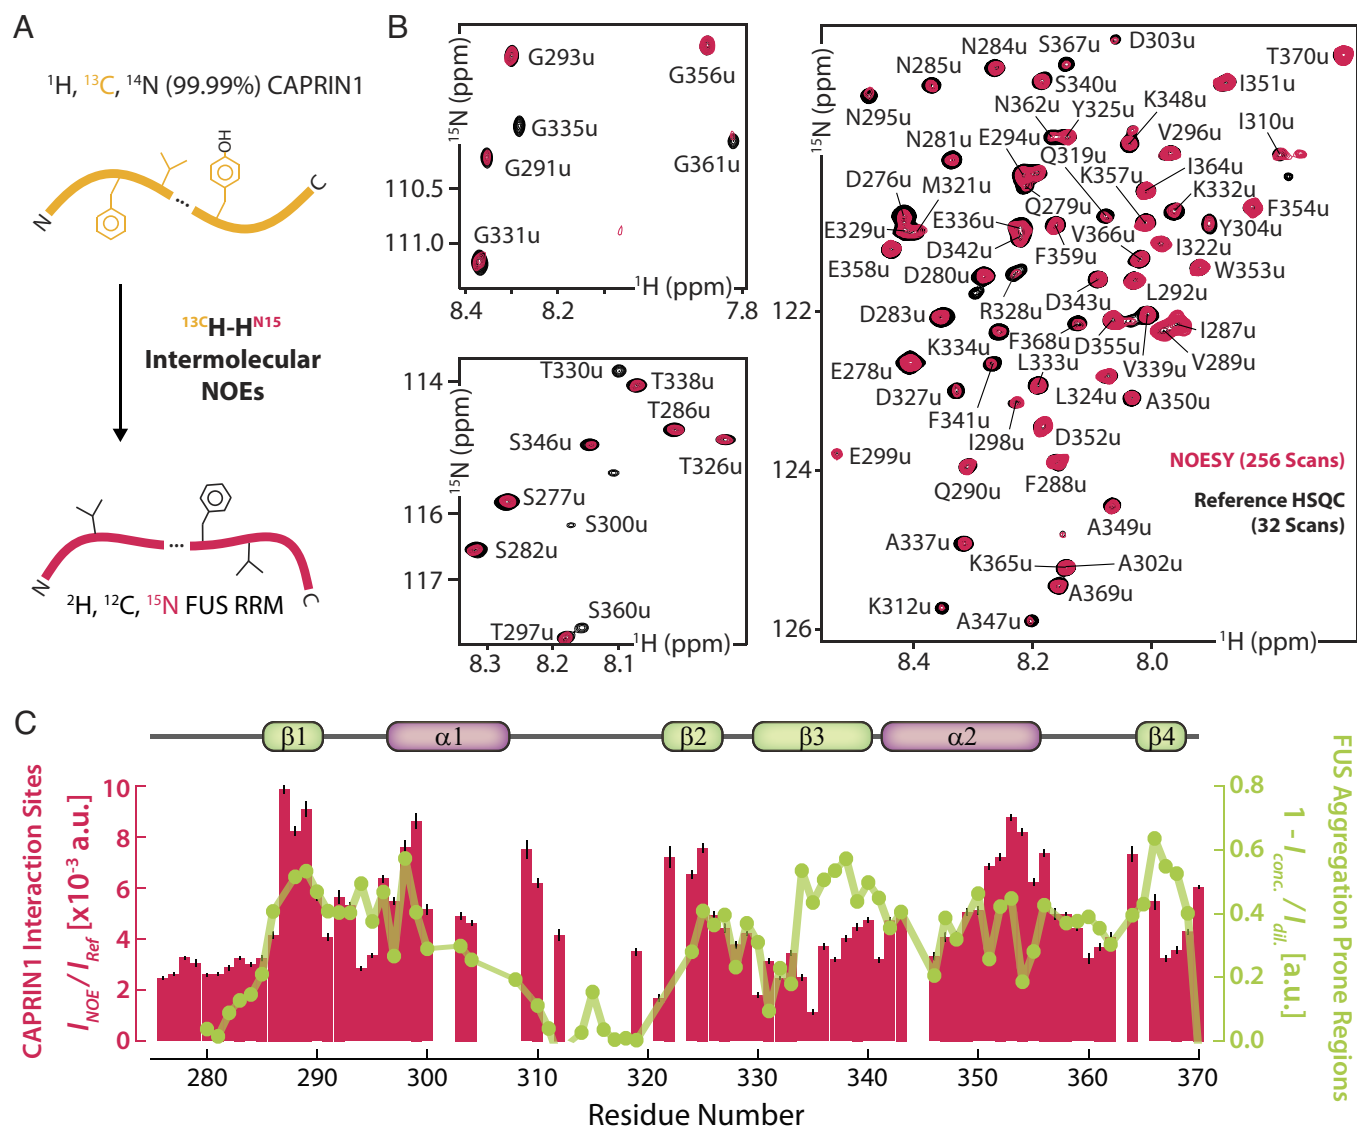 A
¹H, ¹³C, ¹⁴N (99.99%) CAPRIN1
OH
N
C
...
¹³ᶜH-Hᴺ¹⁵
Intermolecular
NOEs
N
C
...
²H, ¹²C, ¹⁵N FUS RRM
B
¹⁵N (ppm)
110.5
111.0
G293u
G356u
G335u
G291u
G361u
G331u
8.4
8.2
7.8
¹H (ppm)
¹⁵N (ppm)
114
116
117
T330u
T338u
T286u
S346u
T326u
S277u
S300u
S282u
S360u
T297u
8.3
8.2
8.1
¹H (ppm)
¹⁵N (ppm)
122
124
126
N284u
S367u
D303u
T370u
N285u
S340u
I351u
N295u
N362u
Y325u
K348u
N281u
E294u
V296u
I310u
Q319u
D276u
M321u
K357u
I364u
K332u
Q279u
E329u
E336u
F354u
D342u
V366u
Y304u
E358u
F359u
I322u
D280u
W353u
R328u
D343u
L292u
D283u
K334u
F368u
D355u
I287u
E278u
L333u
V339u
V289u
D327u
L324u
A350u
F341u
I298u
D352u
E299u
NOESY (256 Scans)
Q290u
F288u
Reference HSQC
(32 Scans)
A349u
A337u
K365u
A302u
A369u
K312u
A347u
8.4
8.2
8.0
¹H (ppm)
C
β1
α1
β2
β3
α2
β4
CAPRIN1 Interaction Sites
I_NOE / I_Ref [x10⁻³ a.u.]
10
8
6
4
2
0
0.8
0.6
0.4
0.2
0.0
1 - I_conc. / I_dil. [a.u.]
FUS Aggregation Prone Regions
280
290
300
310
320
330
340
350
360
370
Residue Number